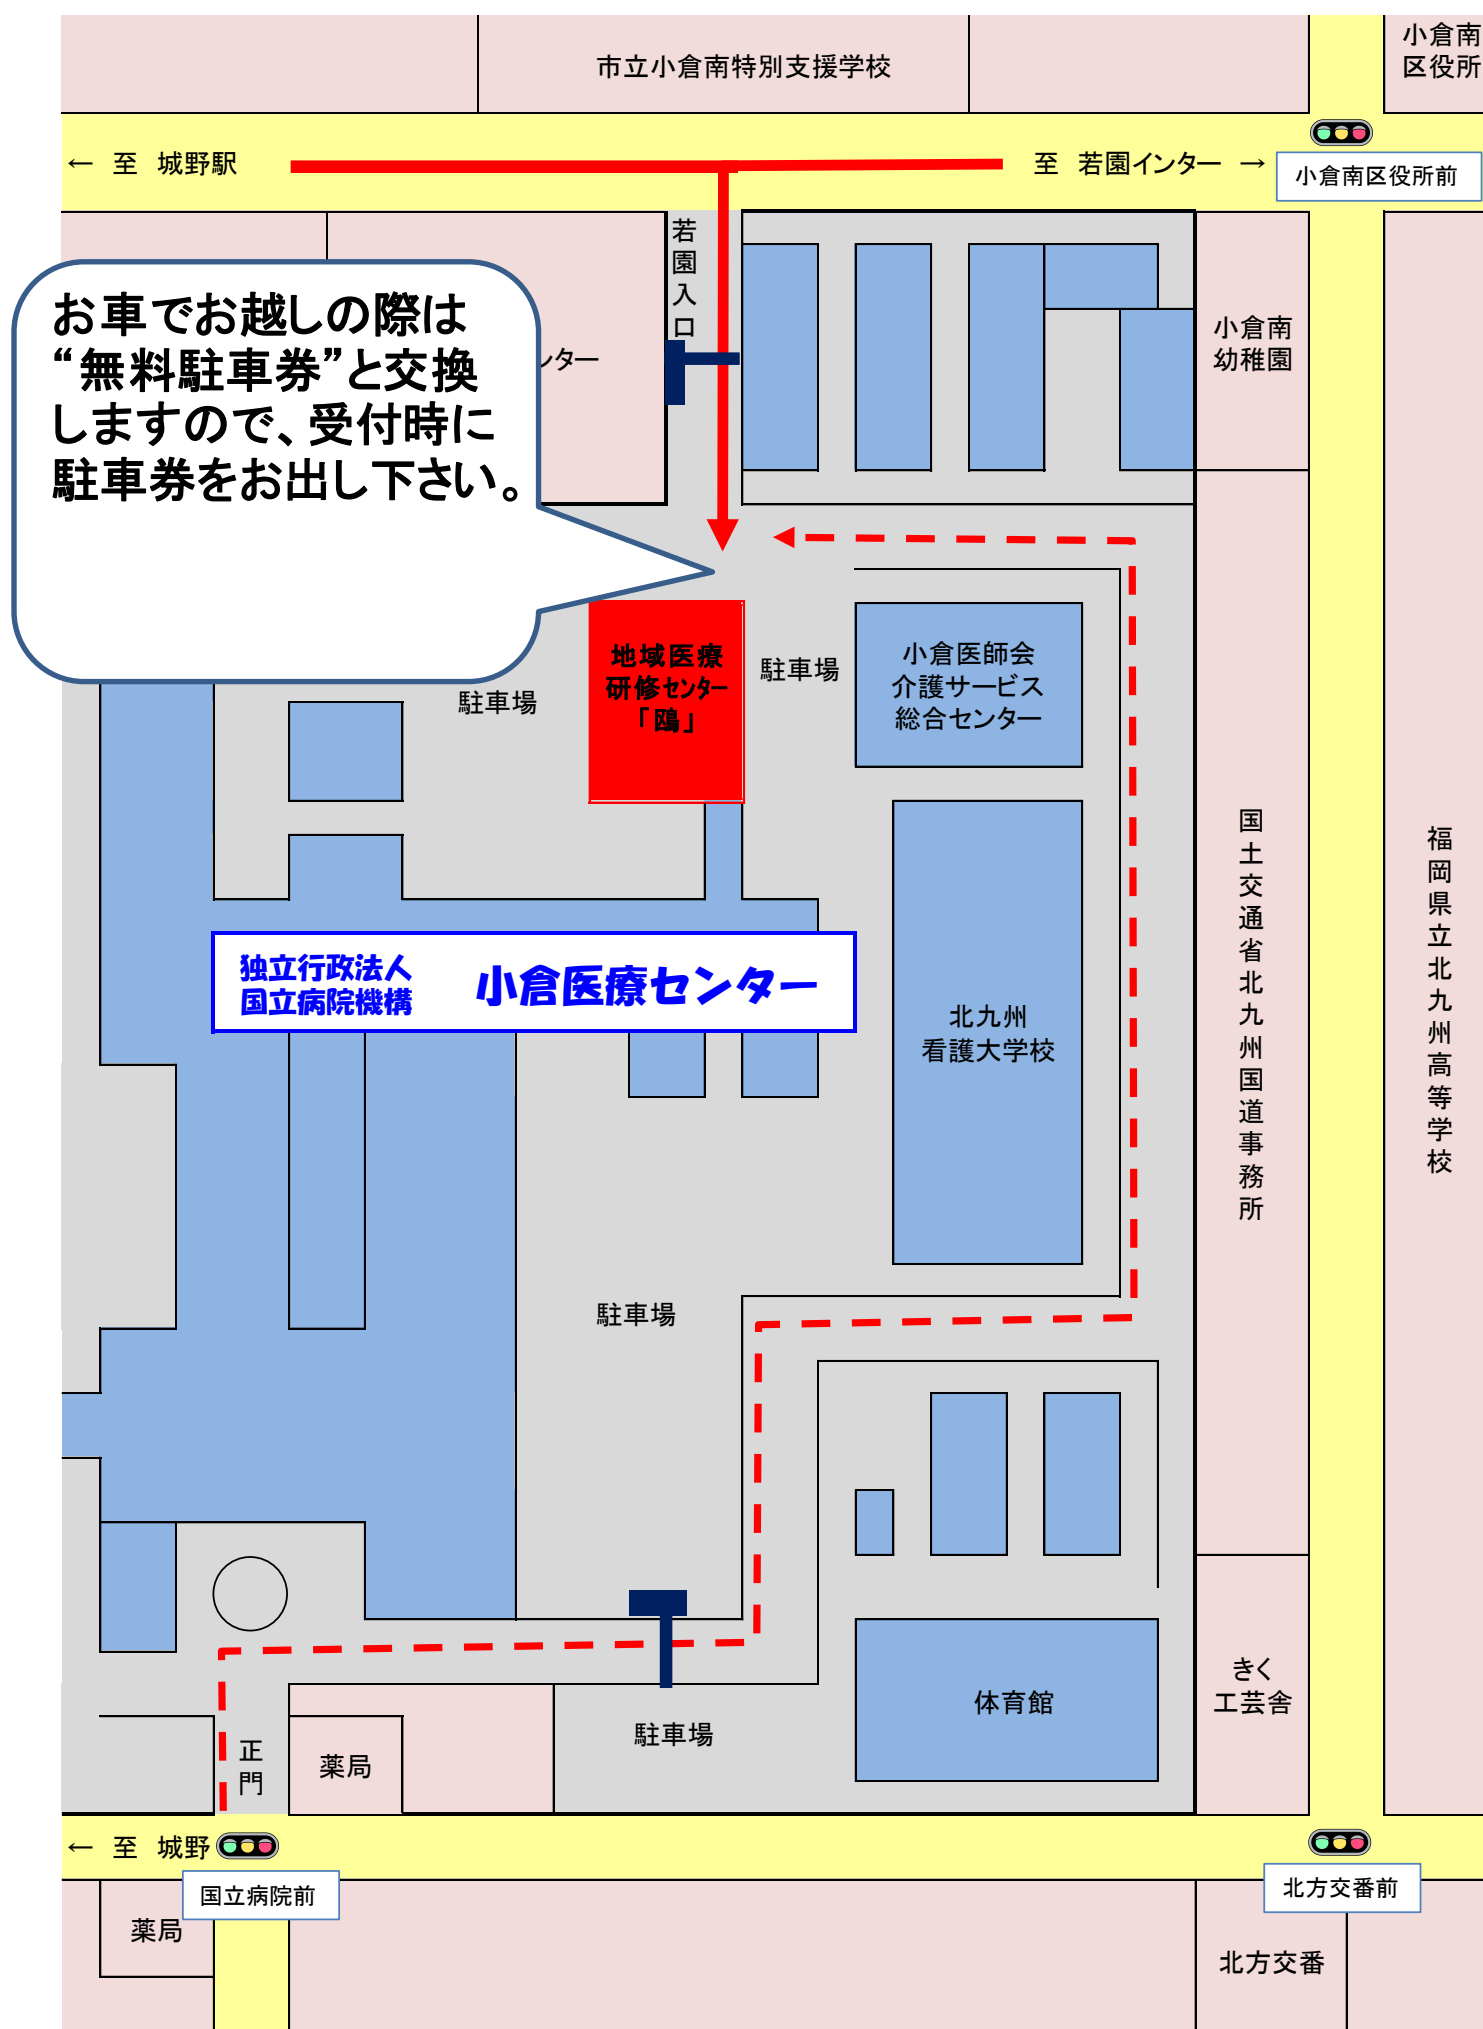 市立小倉南特別支援学校
小倉南
区役所
← 至 城野駅
至 若園インター →
小倉南区役所前
若園入口
お車でお越しの際は
“無料駐車券”と交換
しますので、受付時に
駐車券をお出し下さい。
ンター
小倉南
幼稚園
地域医療
研修センター
「鴎」
駐車場
駐車場
小倉医師会
介護サービス
総合センター
独立行政法人
国立病院機構
小倉医療センター
北九州
看護大学校
国土交通省北九州国道事務所
福岡県立北九州高等学校
駐車場
体育館
きく
工芸舎
駐車場
正門
薬局
← 至 城野
国立病院前
北方交番前
薬局
北方交番